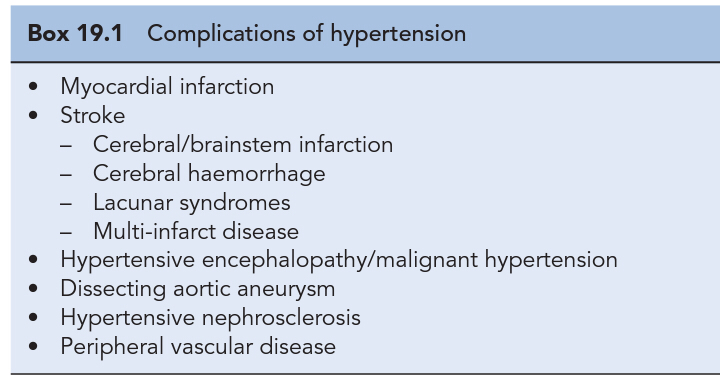 Box 19.1 Complications of hypertension
• Myocardial infarction
• Stroke
– Cerebral/brainstem infarction
– Cerebral haemorrhage
– Lacunar syndromes
– Multi-infarct disease
• Hypertensive encephalopathy/malignant hypertension
• Dissecting aortic aneurysm
• Hypertensive nephrosclerosis
• Peripheral vascular disease